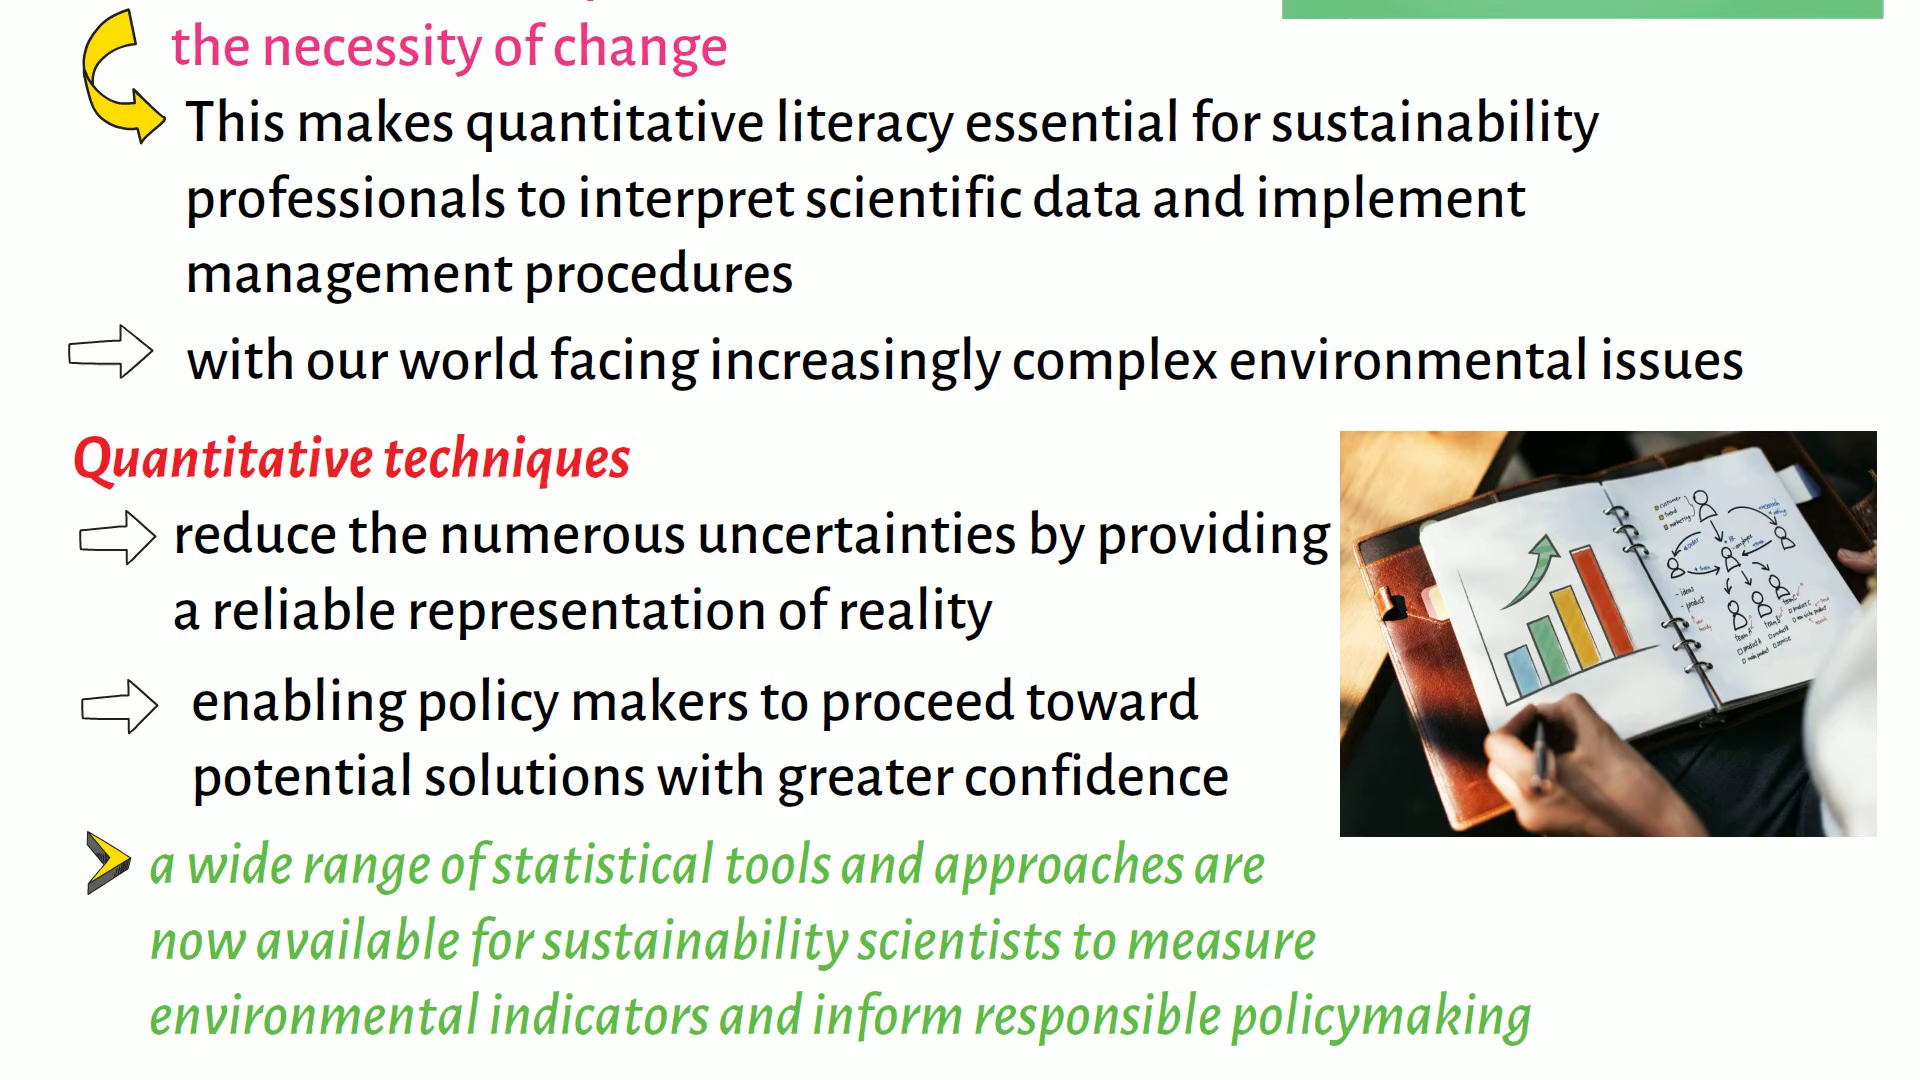 the necessity of change
This makes quantitative literacy essential for sustainability
professionals to interpret scientific data and implement
management procedures
with our world facing increasingly complex environmental issues
Quantitative techniques
reduce the numerous uncertainties by providing
a reliable representation of reality
enabling policy makers to proceed toward
potential solutions with greater confidence
a wide range of statistical tools and approaches are
now available for sustainability scientists to measure
environmental indicators and inform responsible policymaking